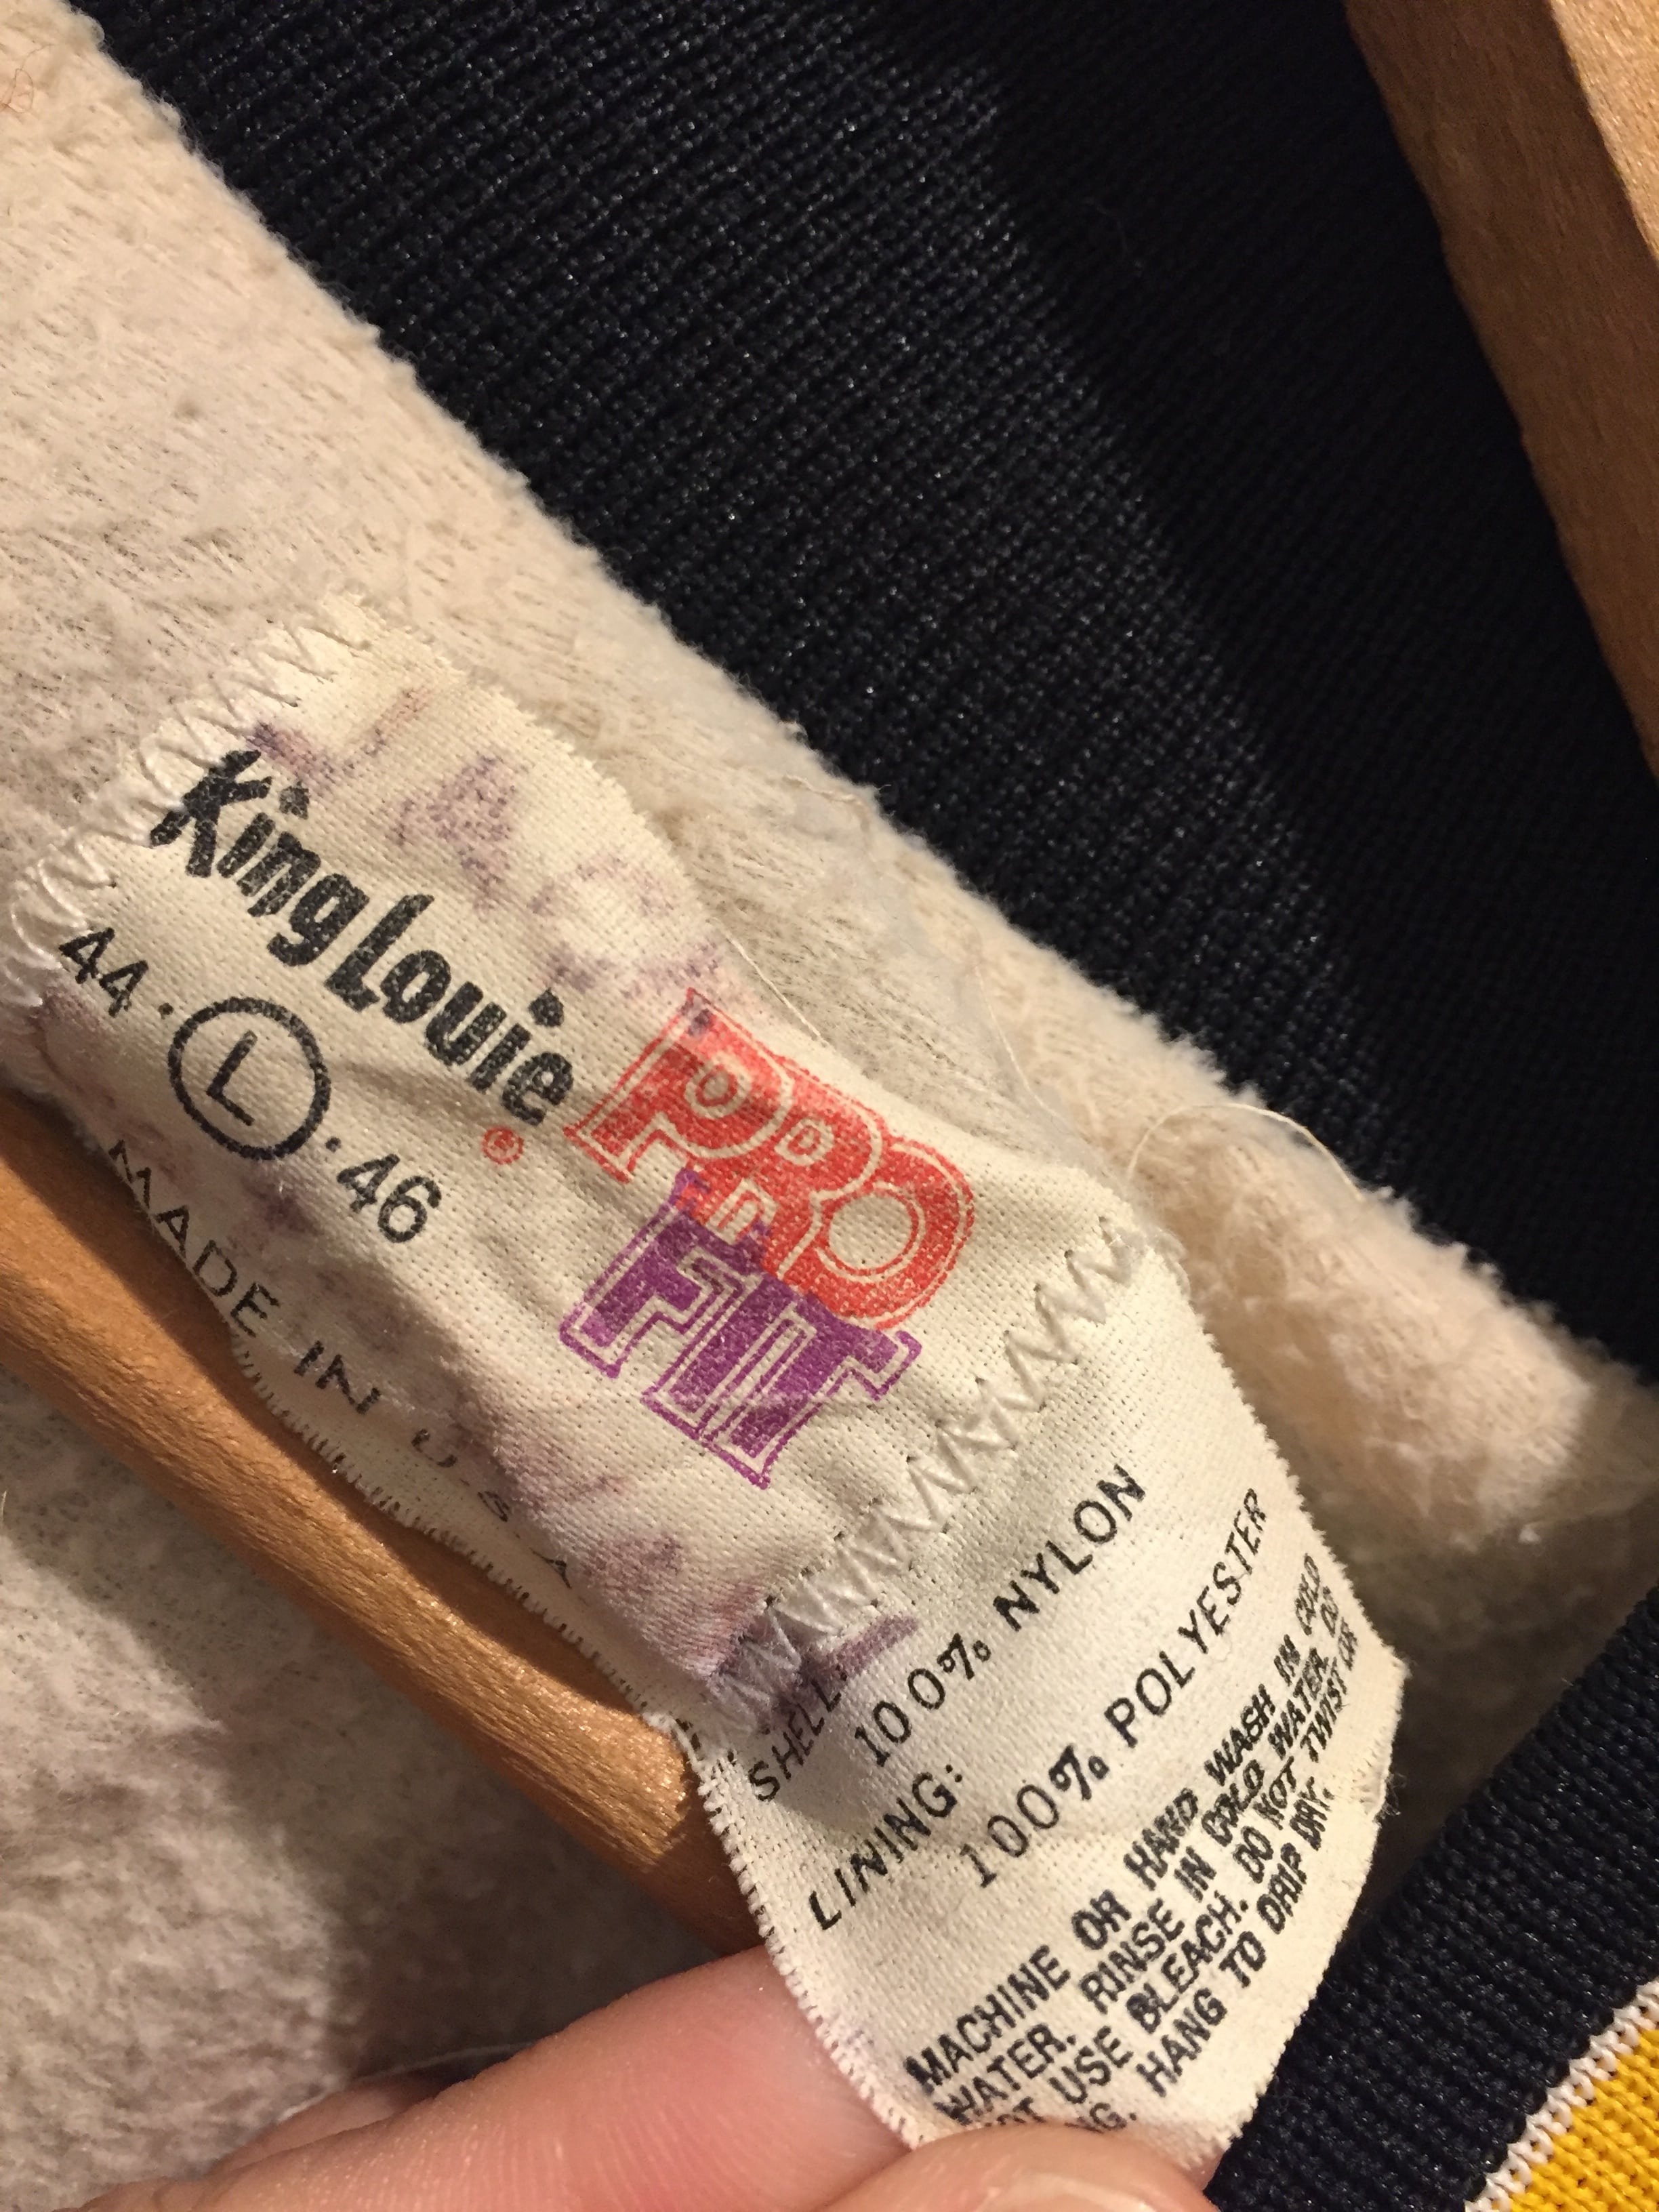 King Louie ®
PRO
FIT
44 · L · 46
MADE IN U.S.A.
SHELL:
100% NYLON
LINING:
100% POLYESTER
MACHINE OR HAND WASH IN COLD
WATER. RINSE IN COLD WATER. DO
NOT USE BLEACH. DO NOT TWIST OR
HANG TO DRIP DRY.